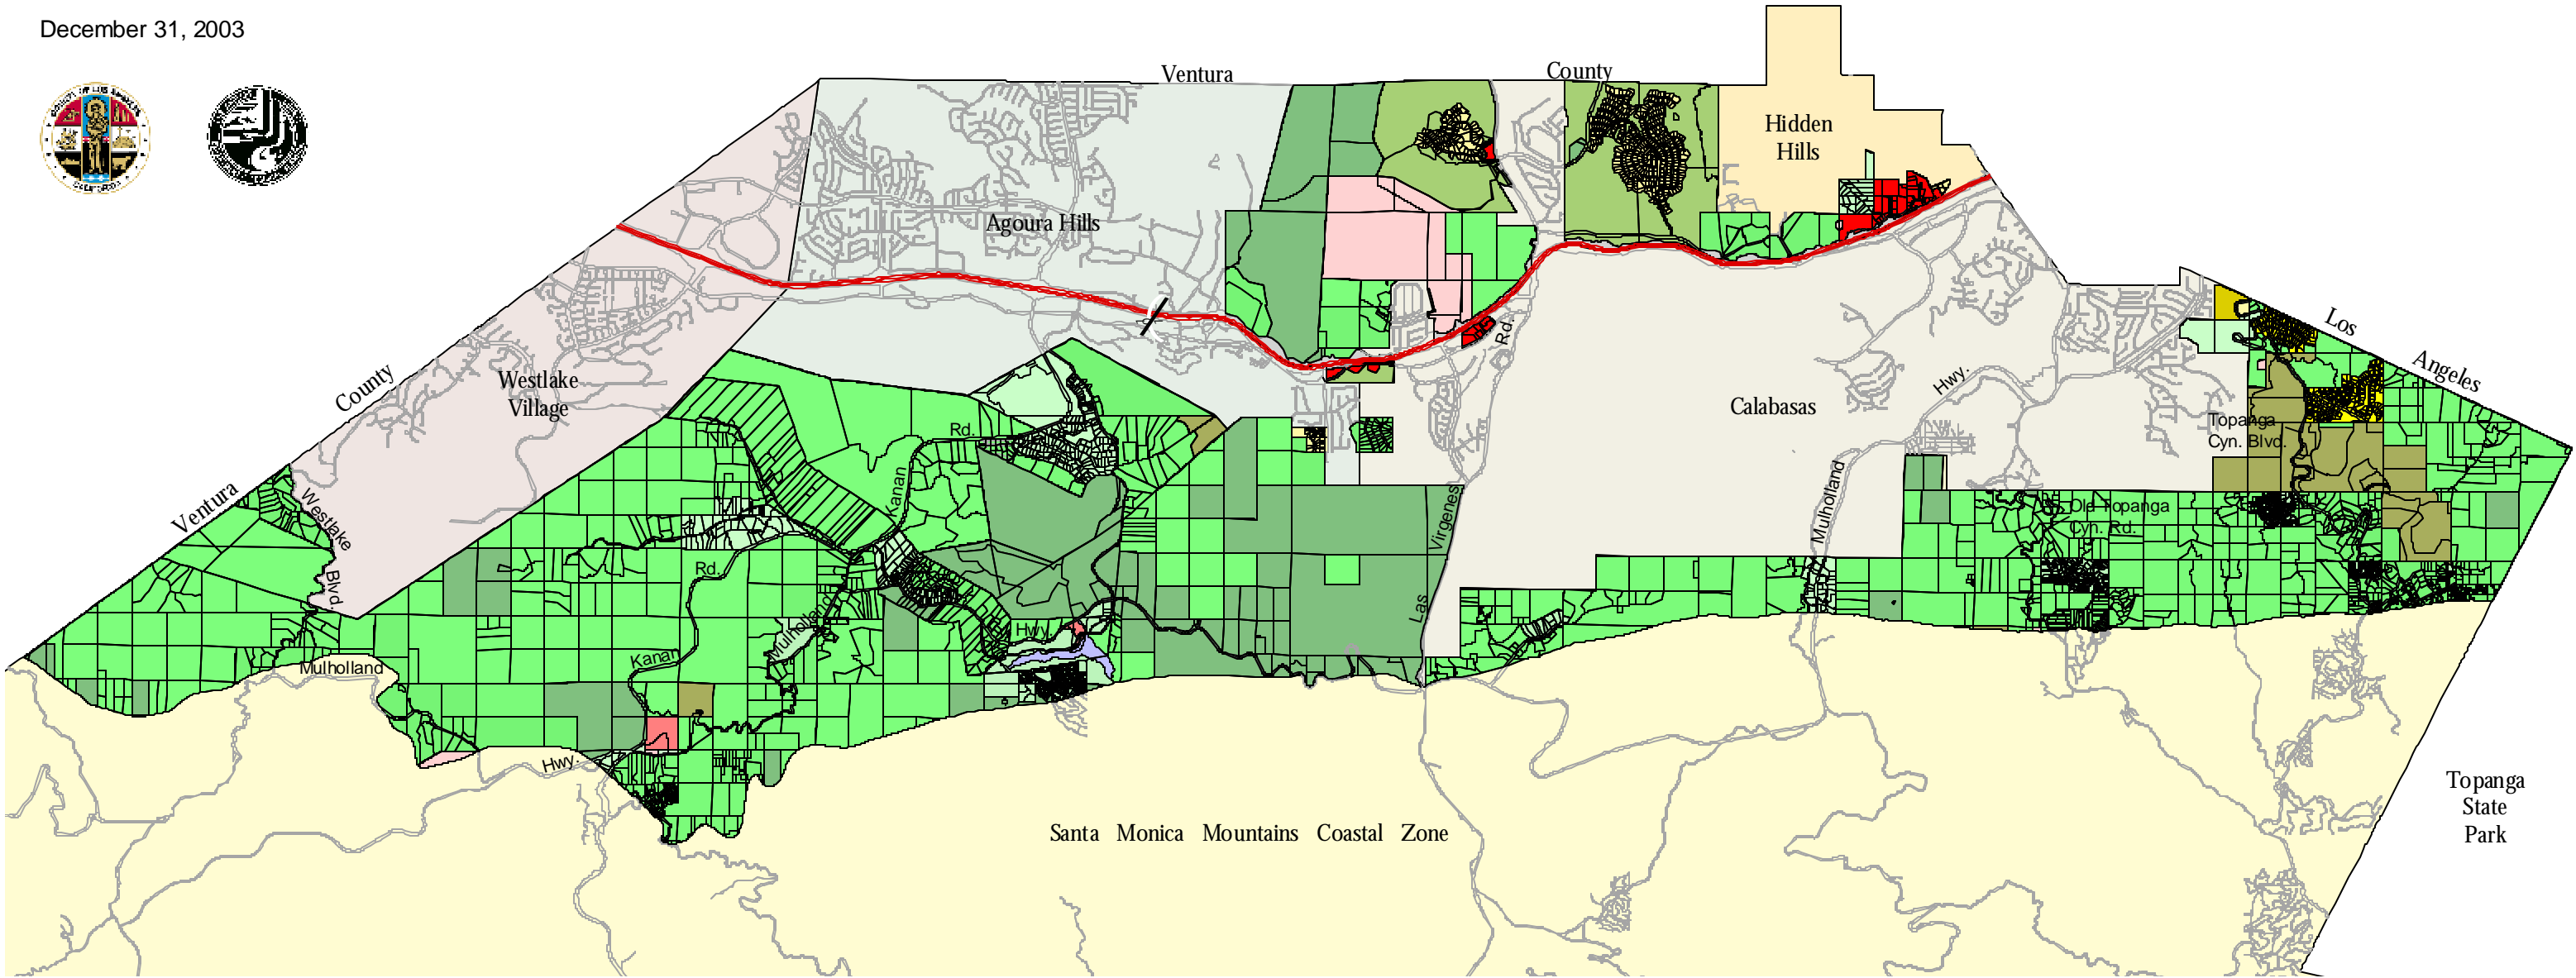 December 31, 2003
Ventura
County
Hidden
Hills
Agoura Hills
Rd.
Los
Angeles
County
Westlake
Village
Hwy.
Calabasas
Topanga
Cyn. Blvd.
Rd.
Kanan
Ventura
Westlake
Blvd.
Virgenes
Mulholland
Old Topanga
Cyn. Rd.
Rd.
Las
Mulholland
Hwy.
Kanan
Mulholland
Hwy.
Topanga
State
Park
Santa Monica Mountains Coastal Zone